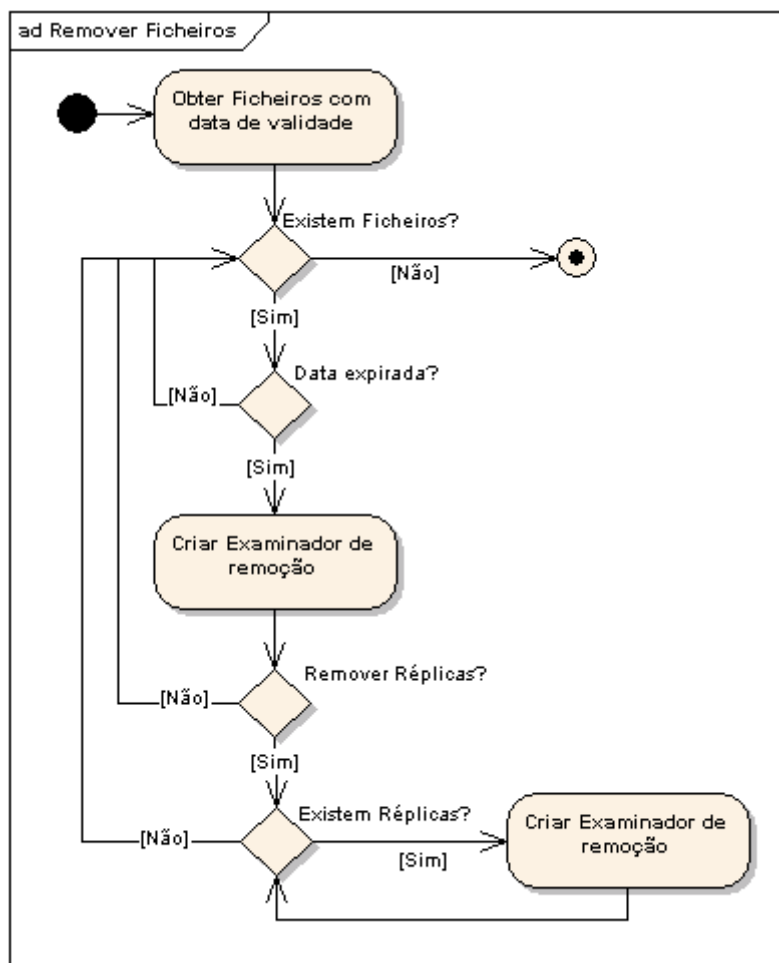 ad Remover Ficheiros
Obter Ficheiros com
data de validade
Existem Ficheiros?
[Não]
[Sim]
Data expirada?
[Não]
[Sim]
Criar Examinador de
remoção
Remover Réplicas?
[Não]
[Sim]
Existem Réplicas?
[Não]
[Sim]
Criar Examinador de
remoção